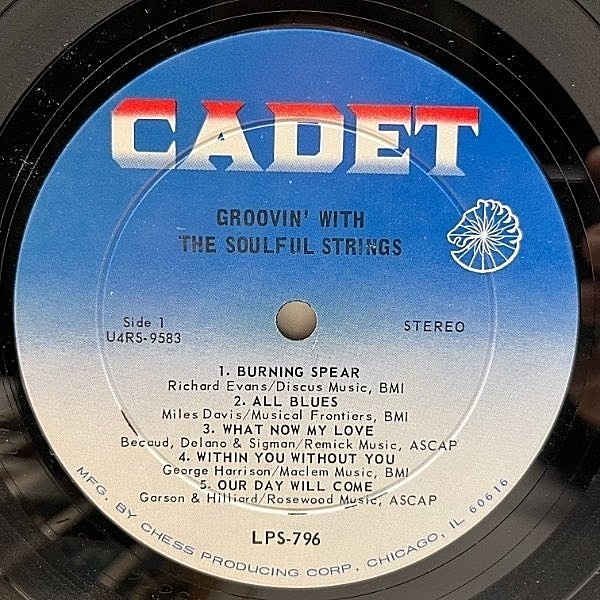 CADET
GROOVIN' WITH
THE SOULFUL STRINGS
Side 1
U4RS-9583
STEREO
1. BURNING SPEAR
Richard Evans/Discus Music, BMI
2. ALL BLUES
Miles Davis/Musical Frontiers, BMI
3. WHAT NOW MY LOVE
Becaud, Delano & Sigman/Remick Music, ASCAP
4. WITHIN YOU WITHOUT YOU
George Harrison/Maclem Music, BMI
5. OUR DAY WILL COME
Garson & Hilliard/Rosewood Music, ASCAP
LPS-796
MFG. BY CHESS PRODUCING CORP. CHICAGO, IL 60616